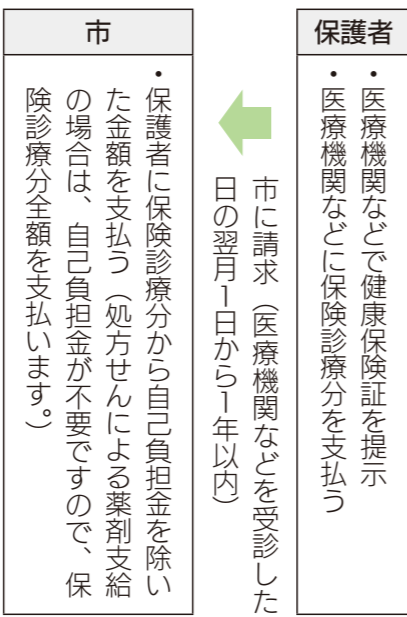 保護者
・医療機関などで健康保険証を提示
・医療機関などに保険診療分を支払う
市に請求（医療機関などを受診した
日の翌月1日から1年以内）
市
・保護者に保険診療分から自己負担金を除い
た金額を支払う（処方せんによる薬剤支給
の場合は、自己負担金が不要ですので、保
険診療分全額を支払います。）